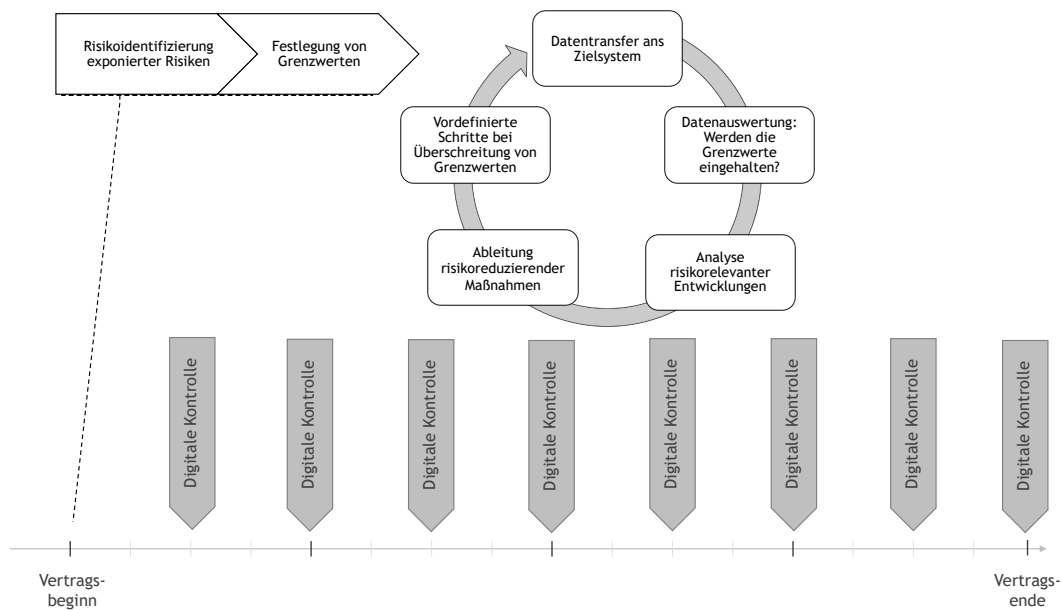 Risikoidentifizierung
exponierter Risiken
Festlegung von
Grenzwerten
Datentransfer ans
Zielsystem
Vordefinierte
Schritte bei
Überschreitung von
Grenzwerten
Datenauswertung:
Werden die
Grenzwerte
eingehalten?
Ableitung
risikoreduzierender
Maßnahmen
Analyse
risikorelevanter
Entwicklungen
Digitale Kontrolle
Digitale Kontrolle
Digitale Kontrolle
Digitale Kontrolle
Digitale Kontrolle
Digitale Kontrolle
Digitale Kontrolle
Digitale Kontrolle
Vertrags-
beginn
Vertrags-
ende